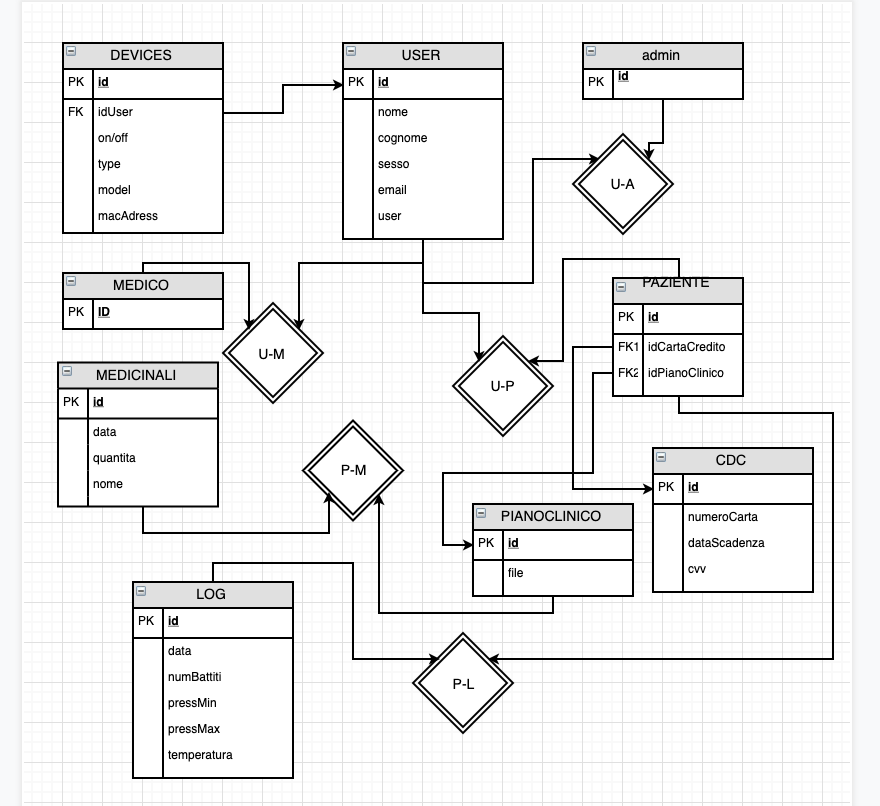 DEVICES
PK id
FK idUser
on/off
type
model
macAdress
USER
PK id
nome
cognome
sesso
email
user
admin
PK id
U-A
MEDICO
PK ID
U-M
PAZIENTE
PK id
FK1 idCartaCredito
FK2 idPianoClinico
U-P
MEDICINALI
PK id
data
quantita
nome
P-M
CDC
PK id
numeroCarta
dataScadenza
cvv
PIANOCLINICO
PK id
file
LOG
PK id
data
numBattiti
pressMin
pressMax
temperatura
P-L